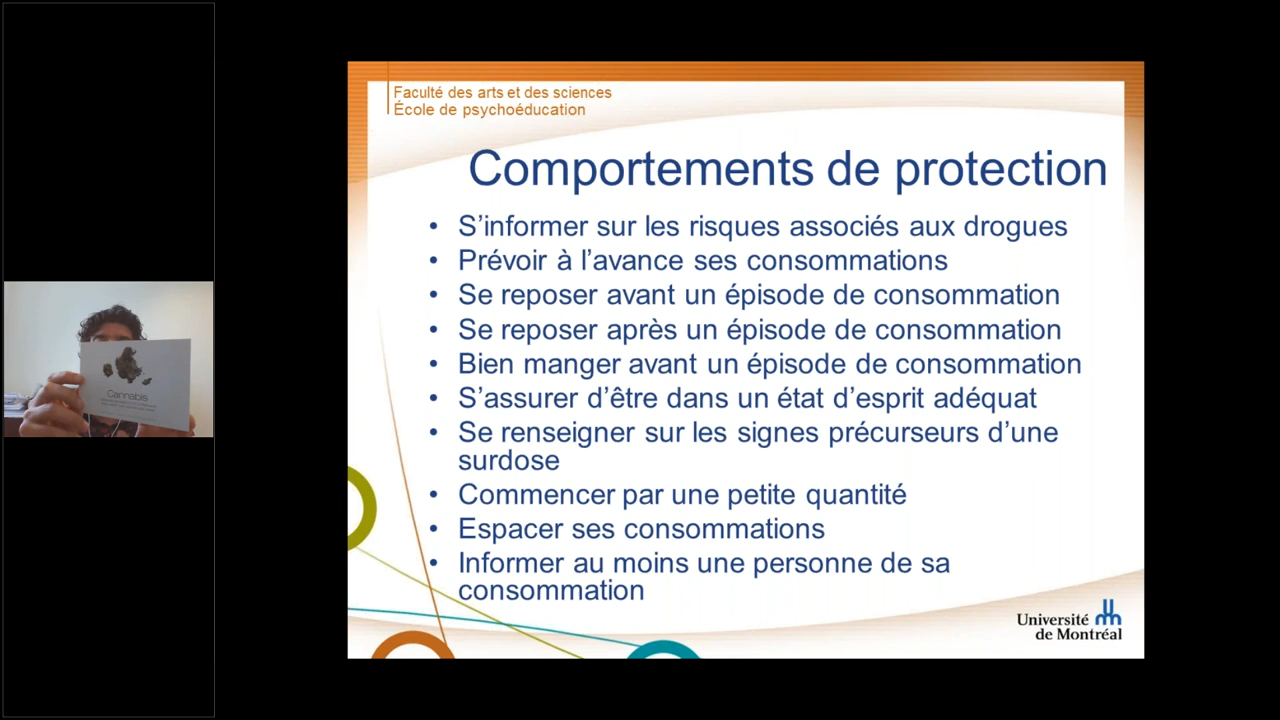 Faculté des arts et des sciences
École de psychoéducation
Comportements de protection
• S’informer sur les risques associés aux drogues
• Prévoir à l’avance ses consommations
• Se reposer avant un épisode de consommation
• Se reposer après un épisode de consommation
• Bien manger avant un épisode de consommation
• S’assurer d’être dans un état d’esprit adéquat
• Se renseigner sur les signes précurseurs d’une
surdose
• Commencer par une petite quantité
• Espacer ses consommations
• Informer au moins une personne de sa
consommation
Université
de Montréal
Cannabis